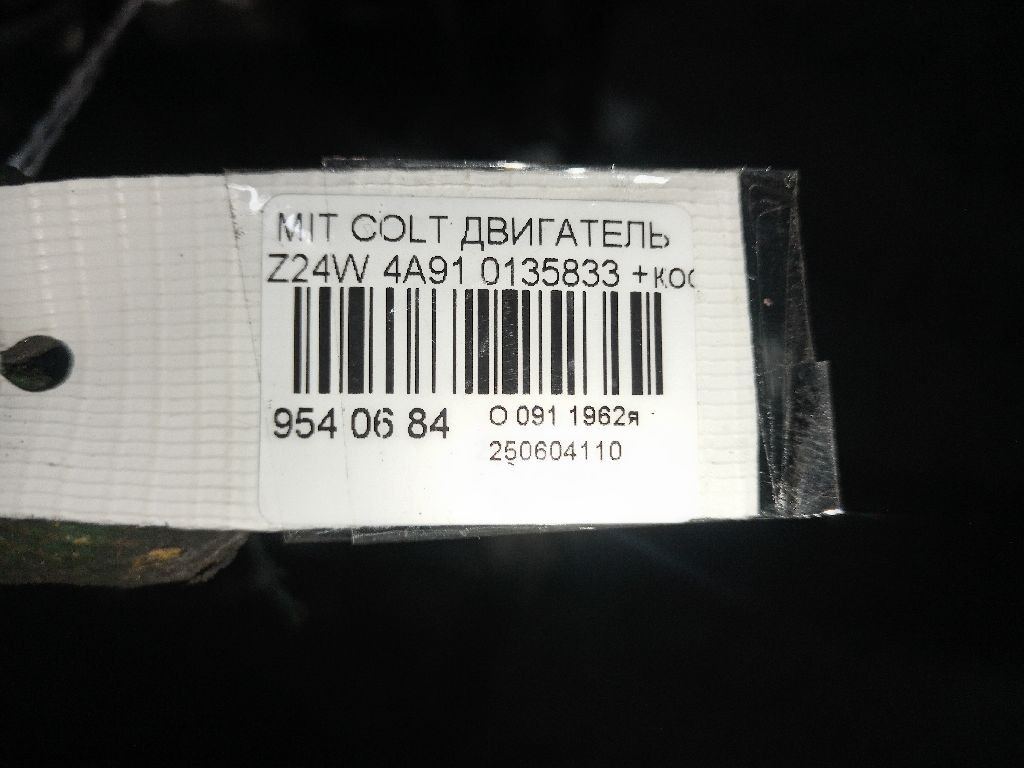 MIT COLT ДВИГАТЕЛЬ
Z24W 4A91 0135833 +кос
954 06 84
О 091 1962я
250604110